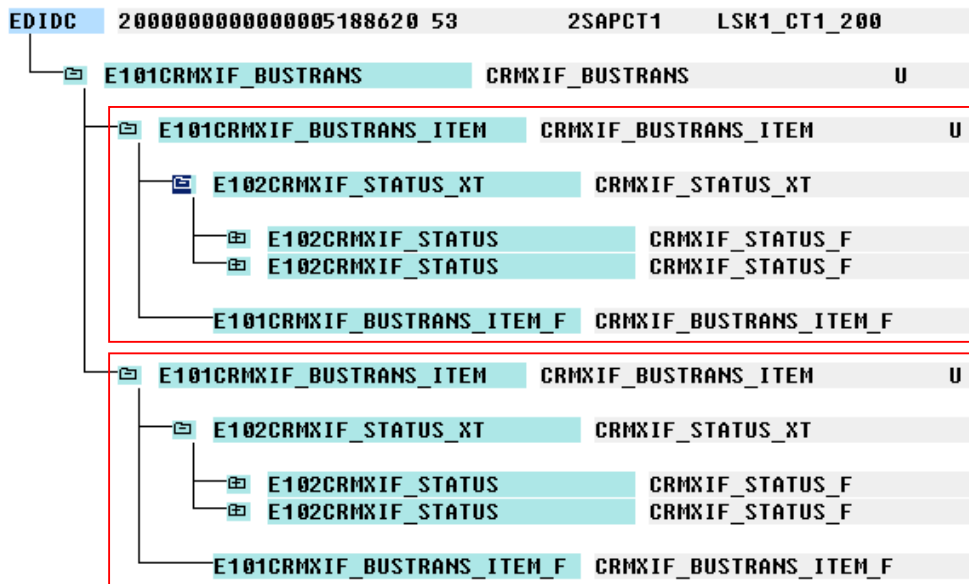 EDIDC 2000000000000005188620 53 2SAPCT1 LSK1_CT1_200
E101CRMXIF_BUSTRANS CRMXIF_BUSTRANS U
E101CRMXIF_BUSTRANS_ITEM CRMXIF_BUSTRANS_ITEM U
E102CRMXIF_STATUS_XT CRMXIF_STATUS_XT
E102CRMXIF_STATUS CRMXIF_STATUS_F
E102CRMXIF_STATUS CRMXIF_STATUS_F
E101CRMXIF_BUSTRANS_ITEM_F CRMXIF_BUSTRANS_ITEM_F
E101CRMXIF_BUSTRANS_ITEM CRMXIF_BUSTRANS_ITEM U
E102CRMXIF_STATUS_XT CRMXIF_STATUS_XT
E102CRMXIF_STATUS CRMXIF_STATUS_F
E102CRMXIF_STATUS CRMXIF_STATUS_F
E101CRMXIF_BUSTRANS_ITEM_F CRMXIF_BUSTRANS_ITEM_F